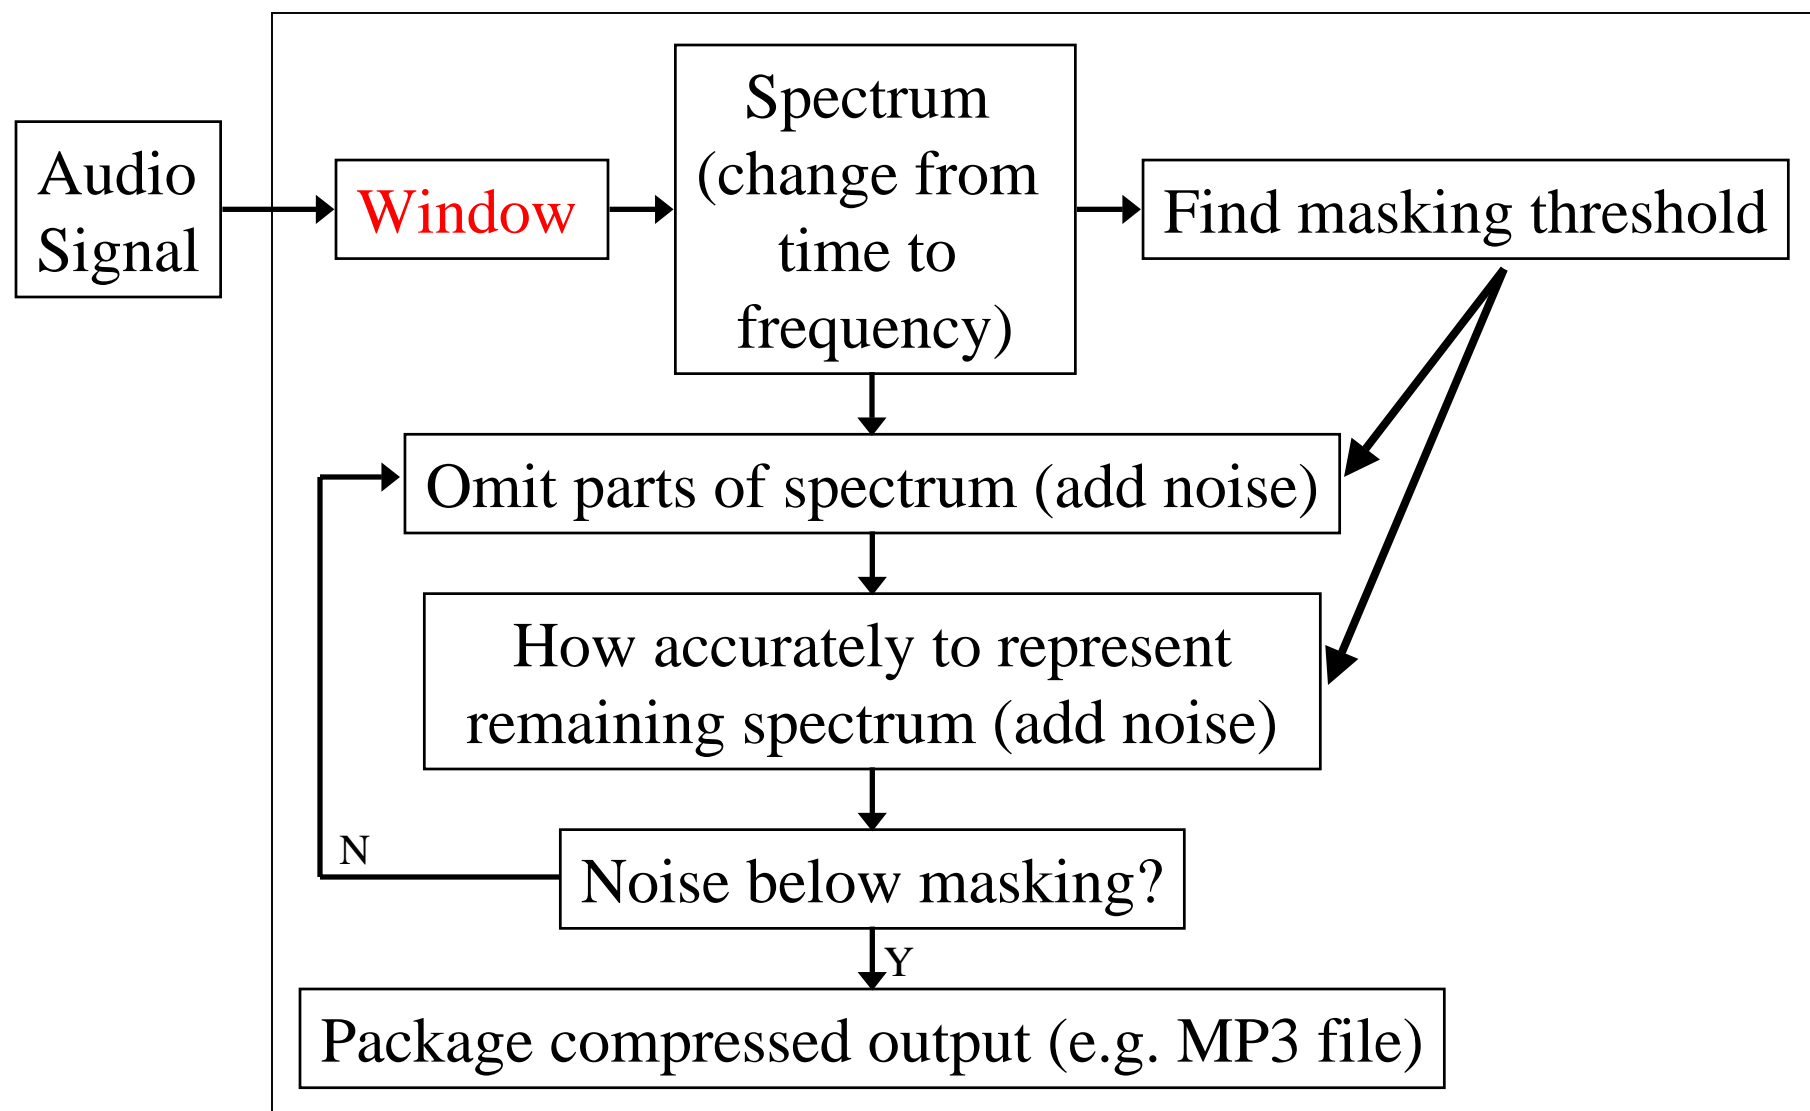 Audio
Signal
Window
Spectrum
(change from
time to
frequency)
Find masking threshold
Omit parts of spectrum (add noise)
How accurately to represent
remaining spectrum (add noise)
N
Noise below masking?
Y
Package compressed output (e.g. MP3 file)